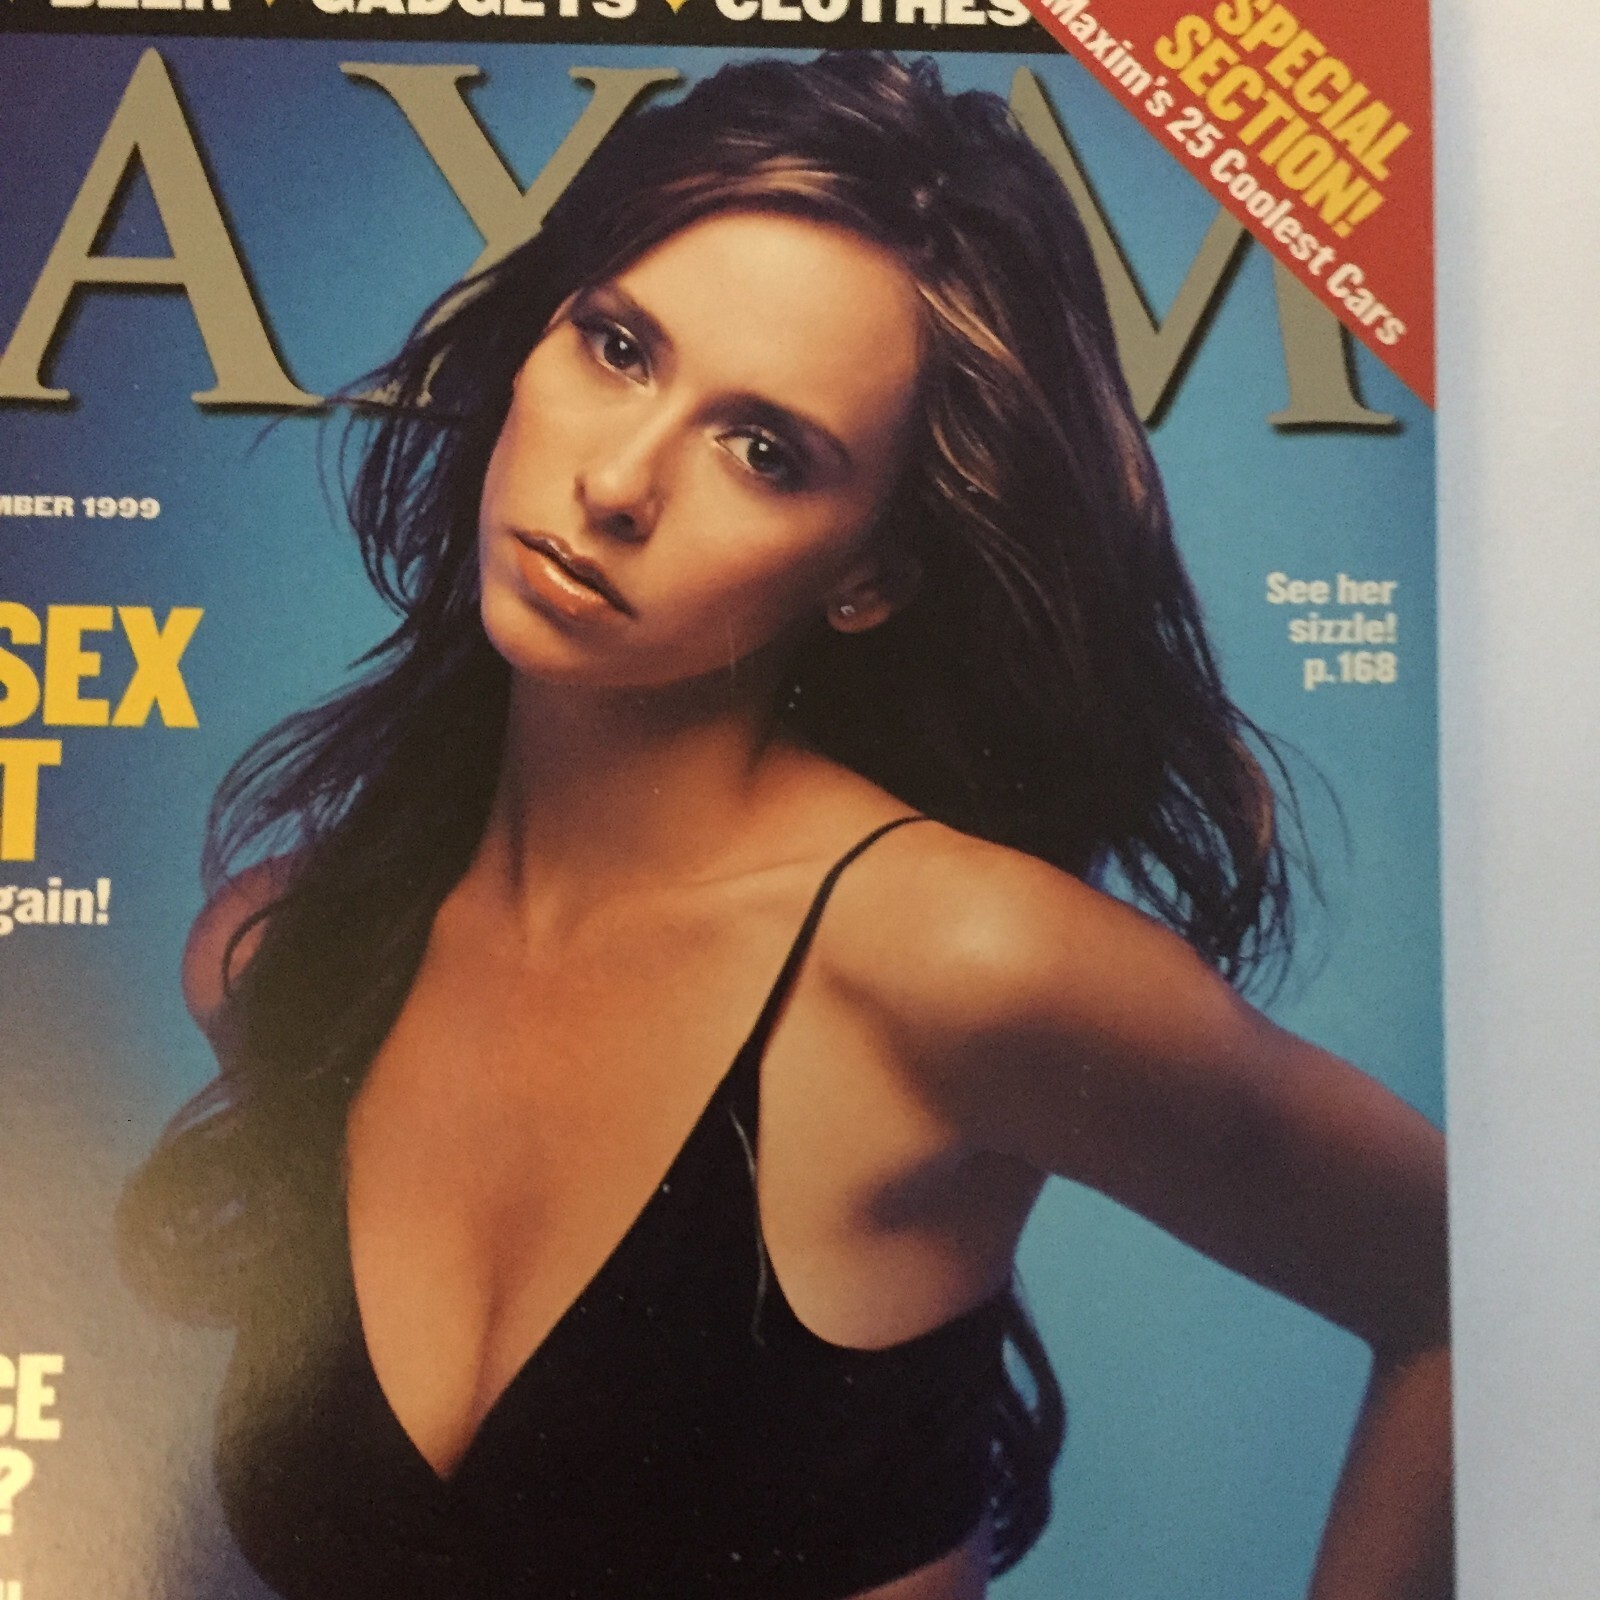 BEER GADGETS CLOTHES
SPECIAL
SECTION!
Maxim's 25 Coolest Cars
AXIM
MBER 1999
See her
sizzle!
p.168
SEX
T
gain!
CE
?